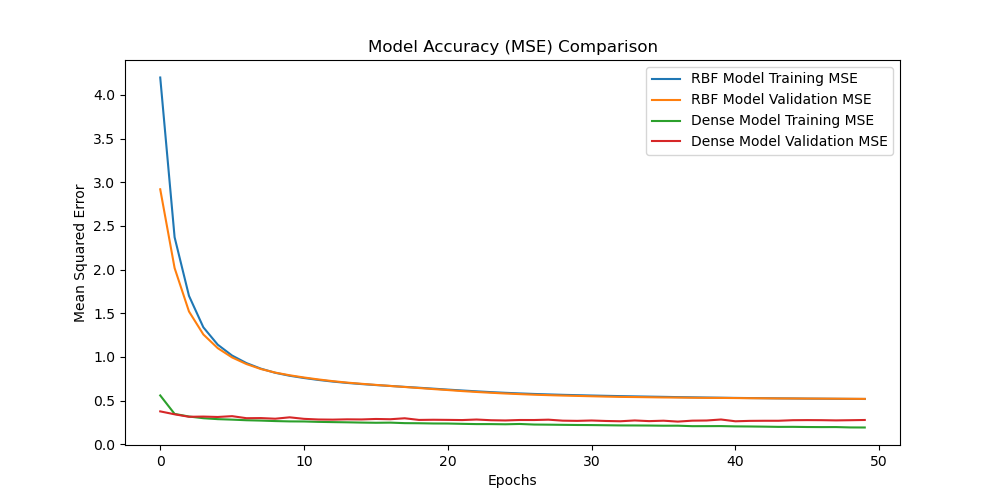 Model Accuracy (MSE) Comparison
RBF Model Training MSE
RBF Model Validation MSE
Dense Model Training MSE
Dense Model Validation MSE
Mean Squared Error
4.0
3.5
3.0
2.5
2.0
1.5
1.0
0.5
0.0
0 10 20 30 40 50
Epochs